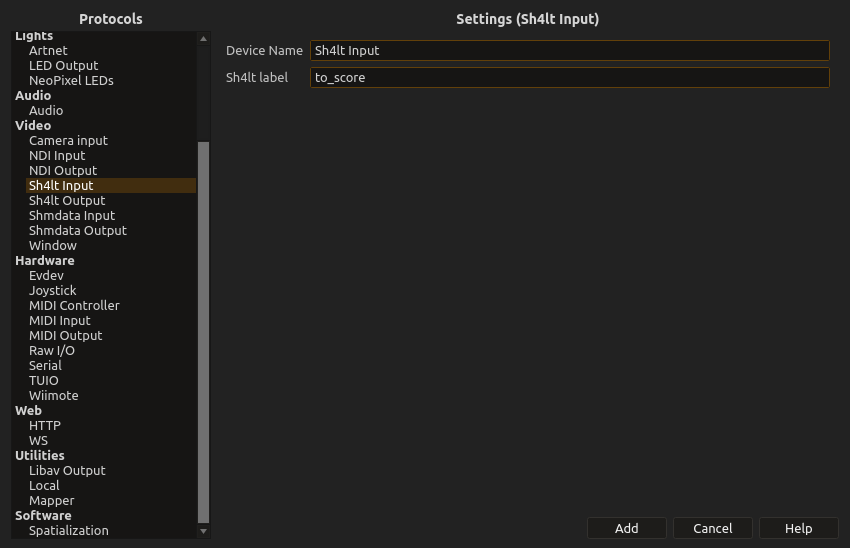 Protocols
Lights
Artnet
LED Output
NeoPixel LEDs
Audio
Audio
Video
Camera input
NDI Input
NDI Output
Sh4lt Input
Sh4lt Output
Shmdata Input
Shmdata Output
Window
Hardware
Evdev
Joystick
MIDI Controller
MIDI Input
MIDI Output
Raw I/O
Serial
TUIO
Wiimote
Web
HTTP
WS
Utilities
Libav Output
Local
Mapper
Software
Spatialization
Settings (Sh4lt Input)
Device Name Sh4lt Input
Sh4lt label to_score
Add Cancel Help